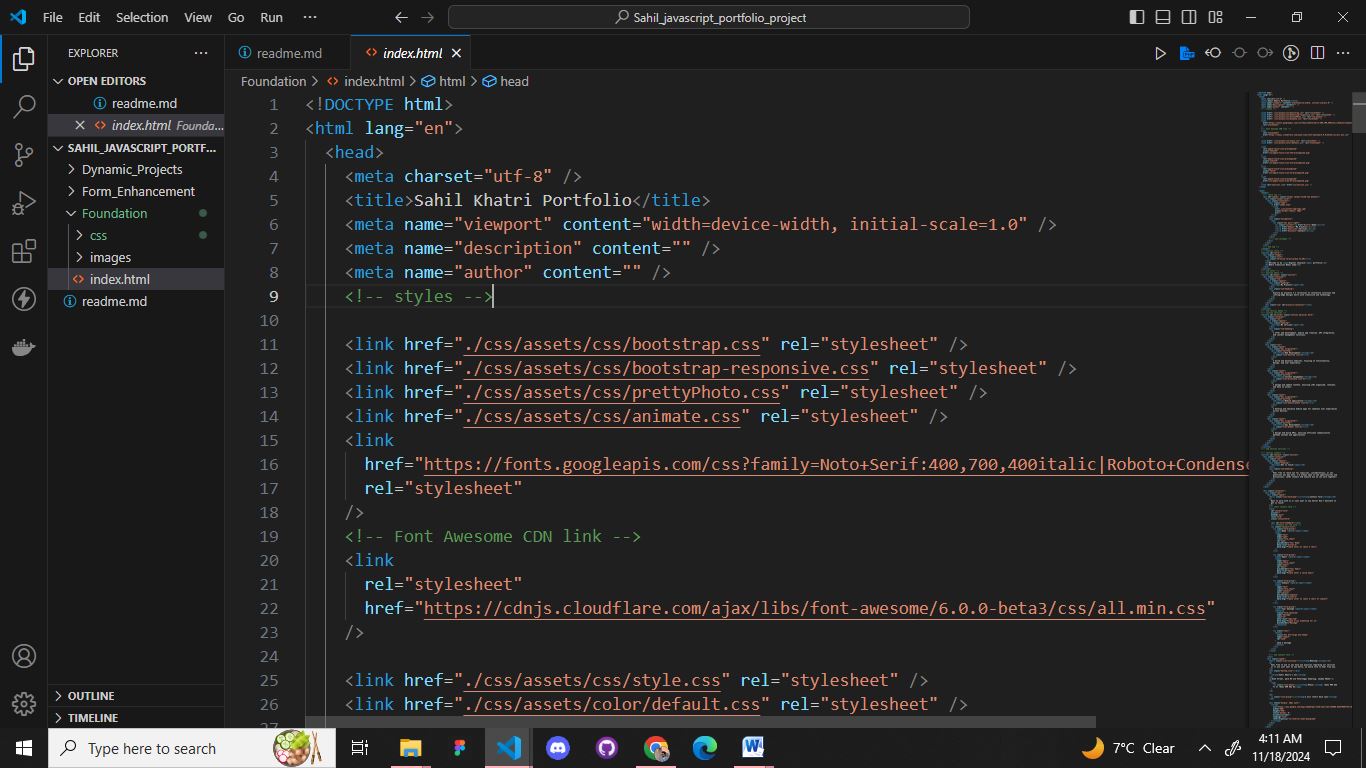 File Edit Selection View Go Run ···
Sahil_javascript_portfolio_project
EXPLORER ···
OPEN EDITORS
readme.md
index.html Founda...
SAHIL_JAVASCRIPT_PORTF...
Dynamic_Projects
Form_Enhancement
Foundation
css
images
index.html
readme.md
OUTLINE
TIMELINE
readme.md
index.html
Foundation > index.html > html > head
1 <!DOCTYPE html>
2 <html lang="en">
3 <head>
4 <meta charset="utf-8" />
5 <title>Sahil Khatri Portfolio</title>
6 <meta name="viewport" content="width=device-width, initial-scale=1.0" />
7 <meta name="description" content="" />
8 <meta name="author" content="" />
9 <!-- styles -->
10
11 <link href="./css/assets/css/bootstrap.css" rel="stylesheet" />
12 <link href="./css/assets/css/bootstrap-responsive.css" rel="stylesheet" />
13 <link href="./css/assets/css/prettyPhoto.css" rel="stylesheet" />
14 <link href="./css/assets/css/animate.css" rel="stylesheet" />
15 <link
16 href="https://fonts.googleapis.com/css?family=Noto+Serif:400,700,400italic|Roboto+Condense
17 rel="stylesheet"
18 />
19 <!-- Font Awesome CDN link -->
20 <link
21 rel="stylesheet"
22 href="https://cdnjs.cloudflare.com/ajax/libs/font-awesome/6.0.0-beta3/css/all.min.css"
23 />
24
25 <link href="./css/assets/css/style.css" rel="stylesheet" />
26 <link href="./css/assets/color/default.css" rel="stylesheet" />
27
Type here to search
7°C Clear
4:11 AM
11/18/2024